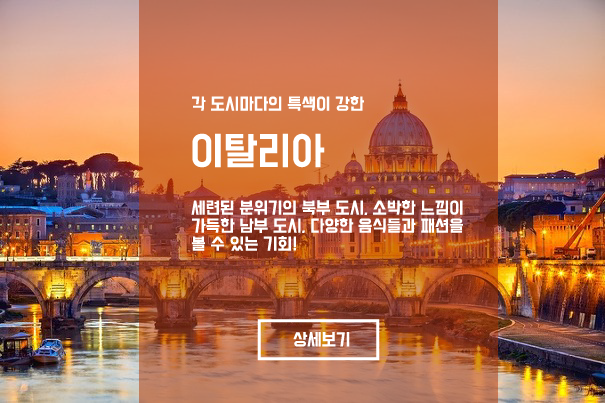 각 도시마다의 특색이 강한
이탈리아
세련된 분위기의 북부 도시, 소박한 느낌이
가득한 남부 도시. 다양한 음식들과 패션을
볼 수 있는 기회!
상세보기